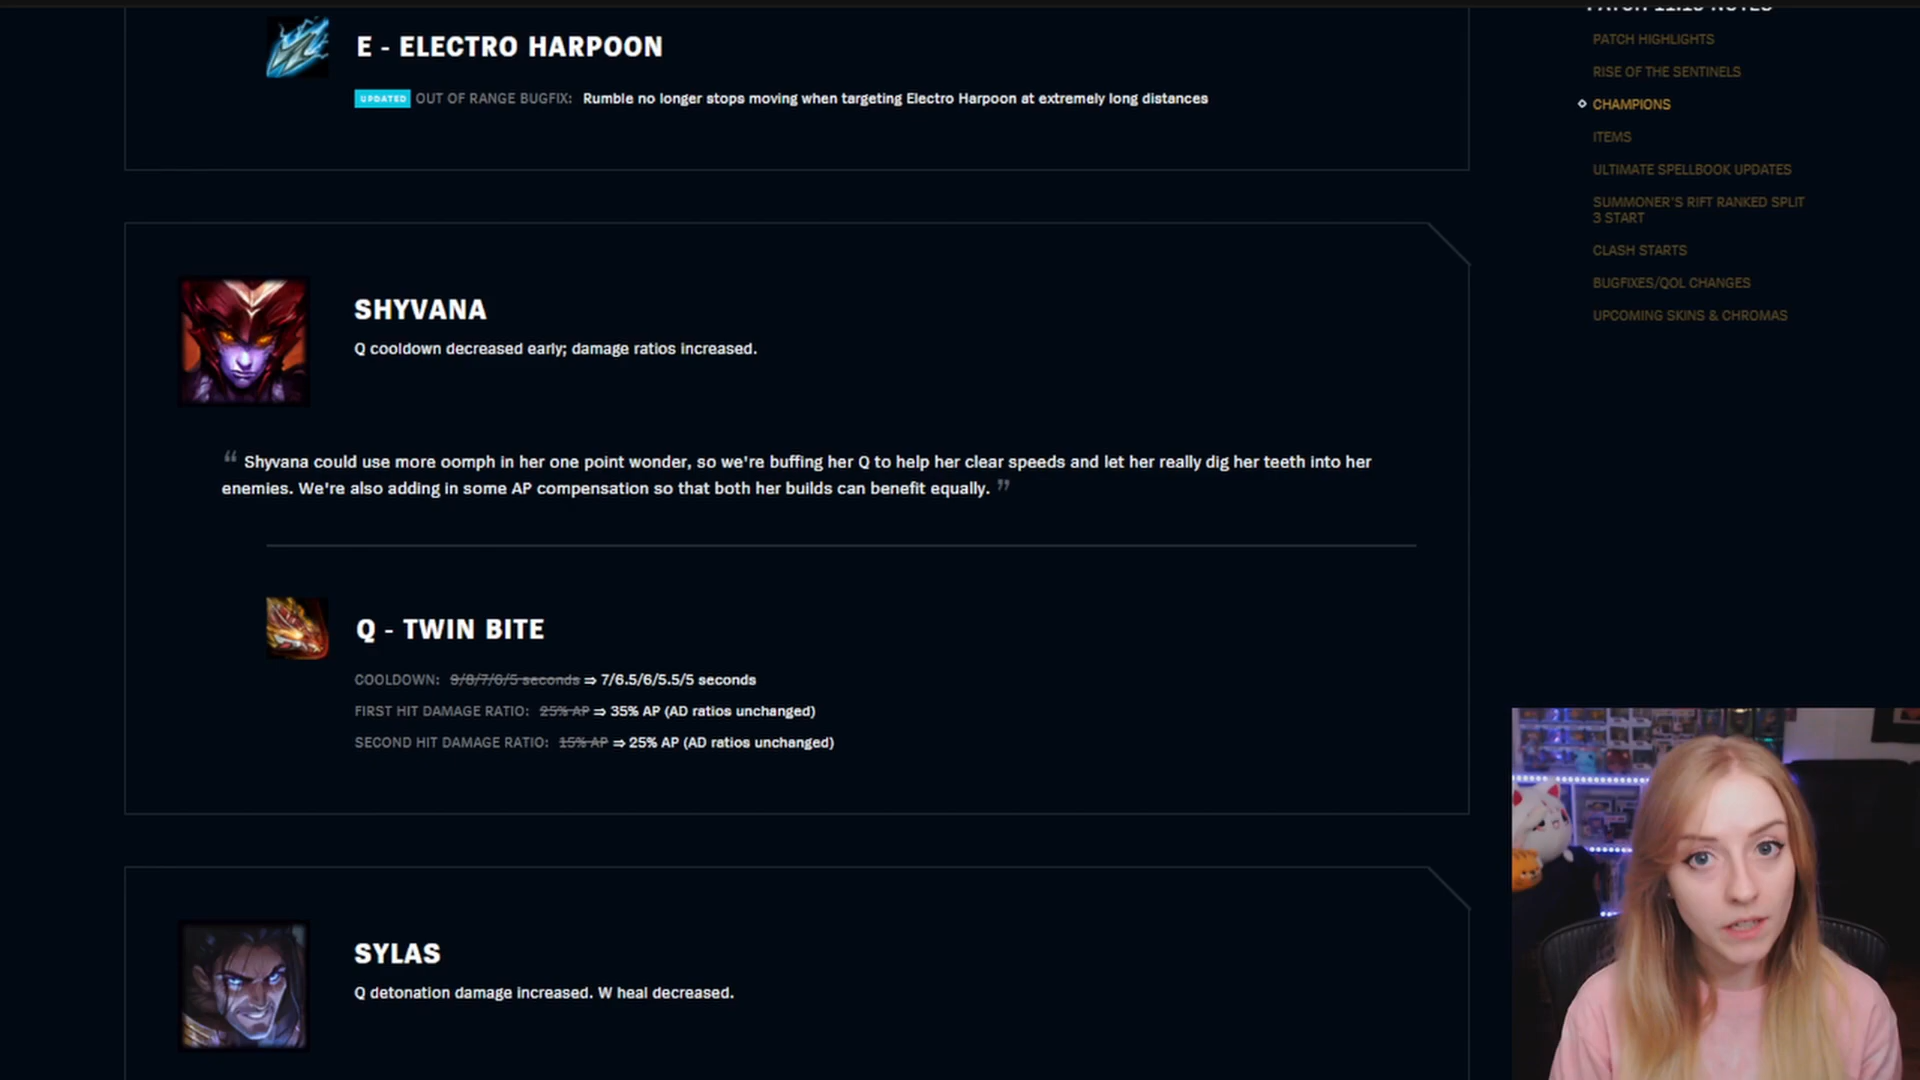 E - ELECTRO HARPOON
UPDATED OUT OF RANGE BUGFIX: Rumble no longer stops moving when targeting Electro Harpoon at extremely long distances
SHYVANA
Q cooldown decreased early; damage ratios increased.
“ Shyvana could use more oomph in her one point wonder, so we're buffing her Q to help her clear speeds and let her really dig her teeth into her
enemies. We're also adding in some AP compensation so that both her builds can benefit equally. ”
Q - TWIN BITE
COOLDOWN: 9/8/7/6/5 seconds ⇒ 7/6.5/6/5.5/5 seconds
FIRST HIT DAMAGE RATIO: 25% AP ⇒ 35% AP (AD ratios unchanged)
SECOND HIT DAMAGE RATIO: 15% AP ⇒ 25% AP (AD ratios unchanged)
SYLAS
Q detonation damage increased. W heal decreased.
NOTES
PATCH HIGHLIGHTS
RISE OF THE SENTINELS
CHAMPIONS
ITEMS
ULTIMATE SPELLBOOK UPDATES
SUMMONER'S RIFT RANKED SPLIT
3 START
CLASH STARTS
BUGFIXES/QOL CHANGES
UPCOMING SKINS & CHROMAS